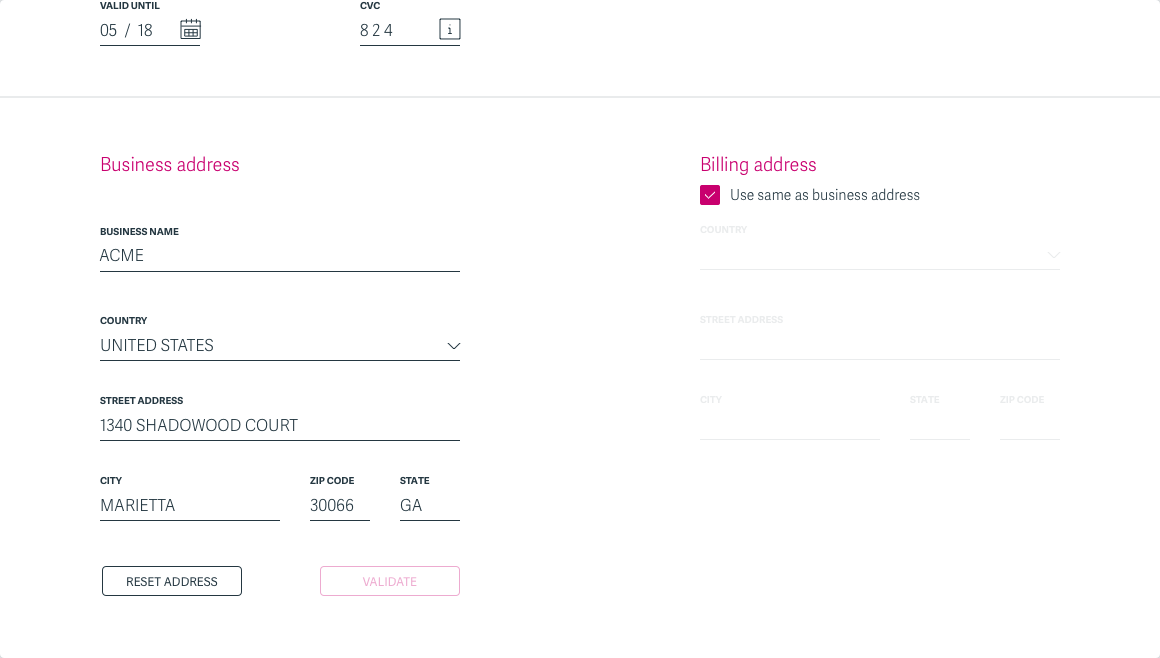 VALID UNTIL
CVC
05 / 18
8 2 4
i
Business address
Billing address
Use same as business address
BUSINESS NAME
ACME
COUNTRY
UNITED STATES
STREET ADDRESS
1340 SHADOWOOD COURT
CITY
ZIP CODE
STATE
MARIETTA
30066
GA
RESET ADDRESS
VALIDATE
COUNTRY
STREET ADDRESS
CITY
STATE
ZIP CODE